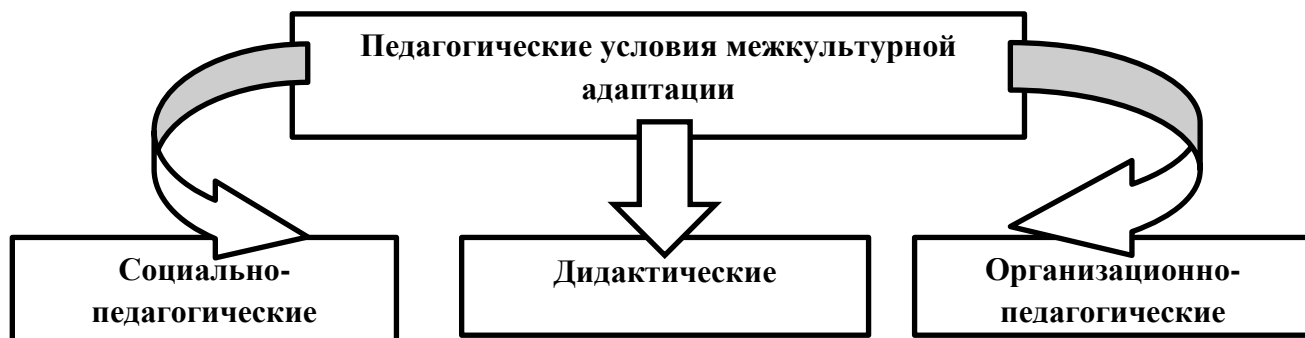 Педагогические условия межкультурной
адаптации
Социально-
педагогические
Дидактические
Организационно-
педагогические